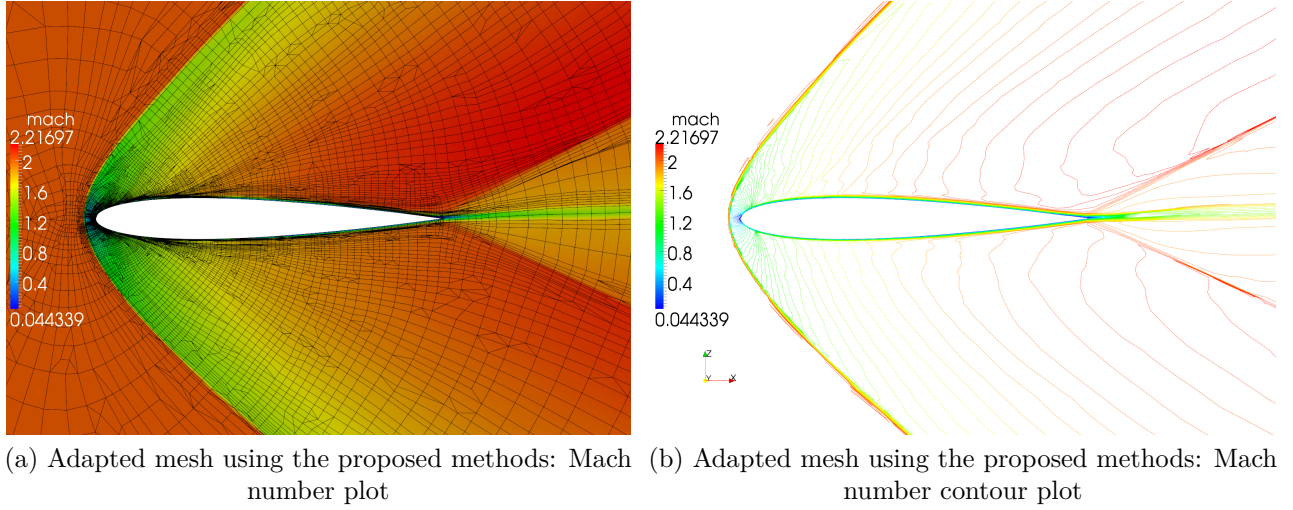 mach
2.21697
2
1.6
1.2
0.8
0.4
0.044339
mach
2.21697
2
1.6
1.2
0.8
0.4
0.044339
Z
Y
X
(a) Adapted mesh using the proposed methods: Mach
number plot
(b) Adapted mesh using the proposed methods: Mach
number contour plot